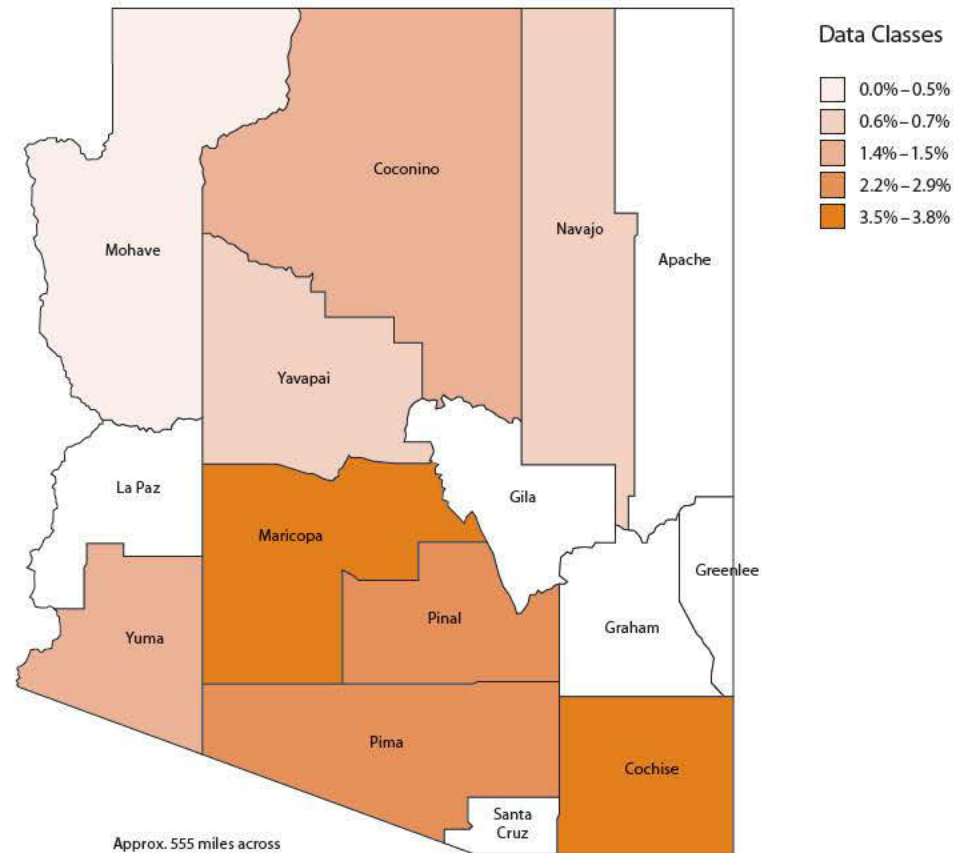 Data Classes
0.0%–0.5%
0.6%–0.7%
1.4%–1.5%
2.2%–2.9%
3.5%–3.8%
Coconino
Navajo
Mohave
Apache
Yavapai
La Paz
Gila
Maricopa
Greenlee
Pinal
Graham
Yuma
Pima
Cochise
Santa
Cruz
Approx. 555 miles across